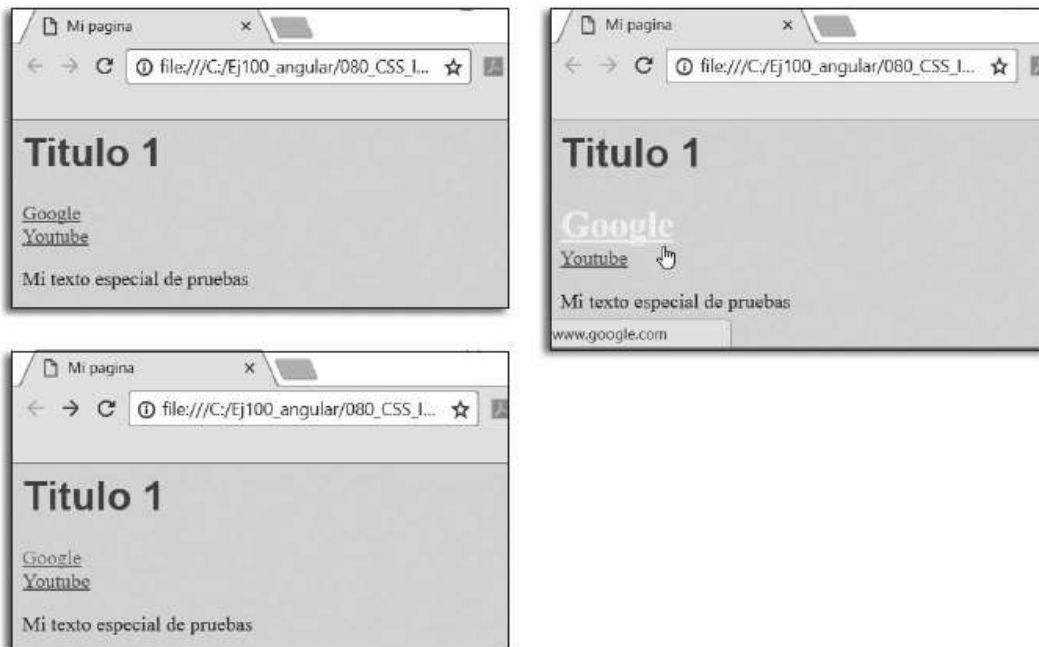 Mi pagina
file:///C:/Ej100_angular/080_CSS_I...
Titulo 1
Google
Youtube
Mi texto especial de pruebas
Mi pagina
file:///C:/Ej100_angular/080_CSS_I...
Titulo 1
Google
Youtube
Mi texto especial de pruebas
www.google.com
Mi pagina
file:///C:/Ej100_angular/080_CSS_I...
Titulo 1
Google
Youtube
Mi texto especial de pruebas